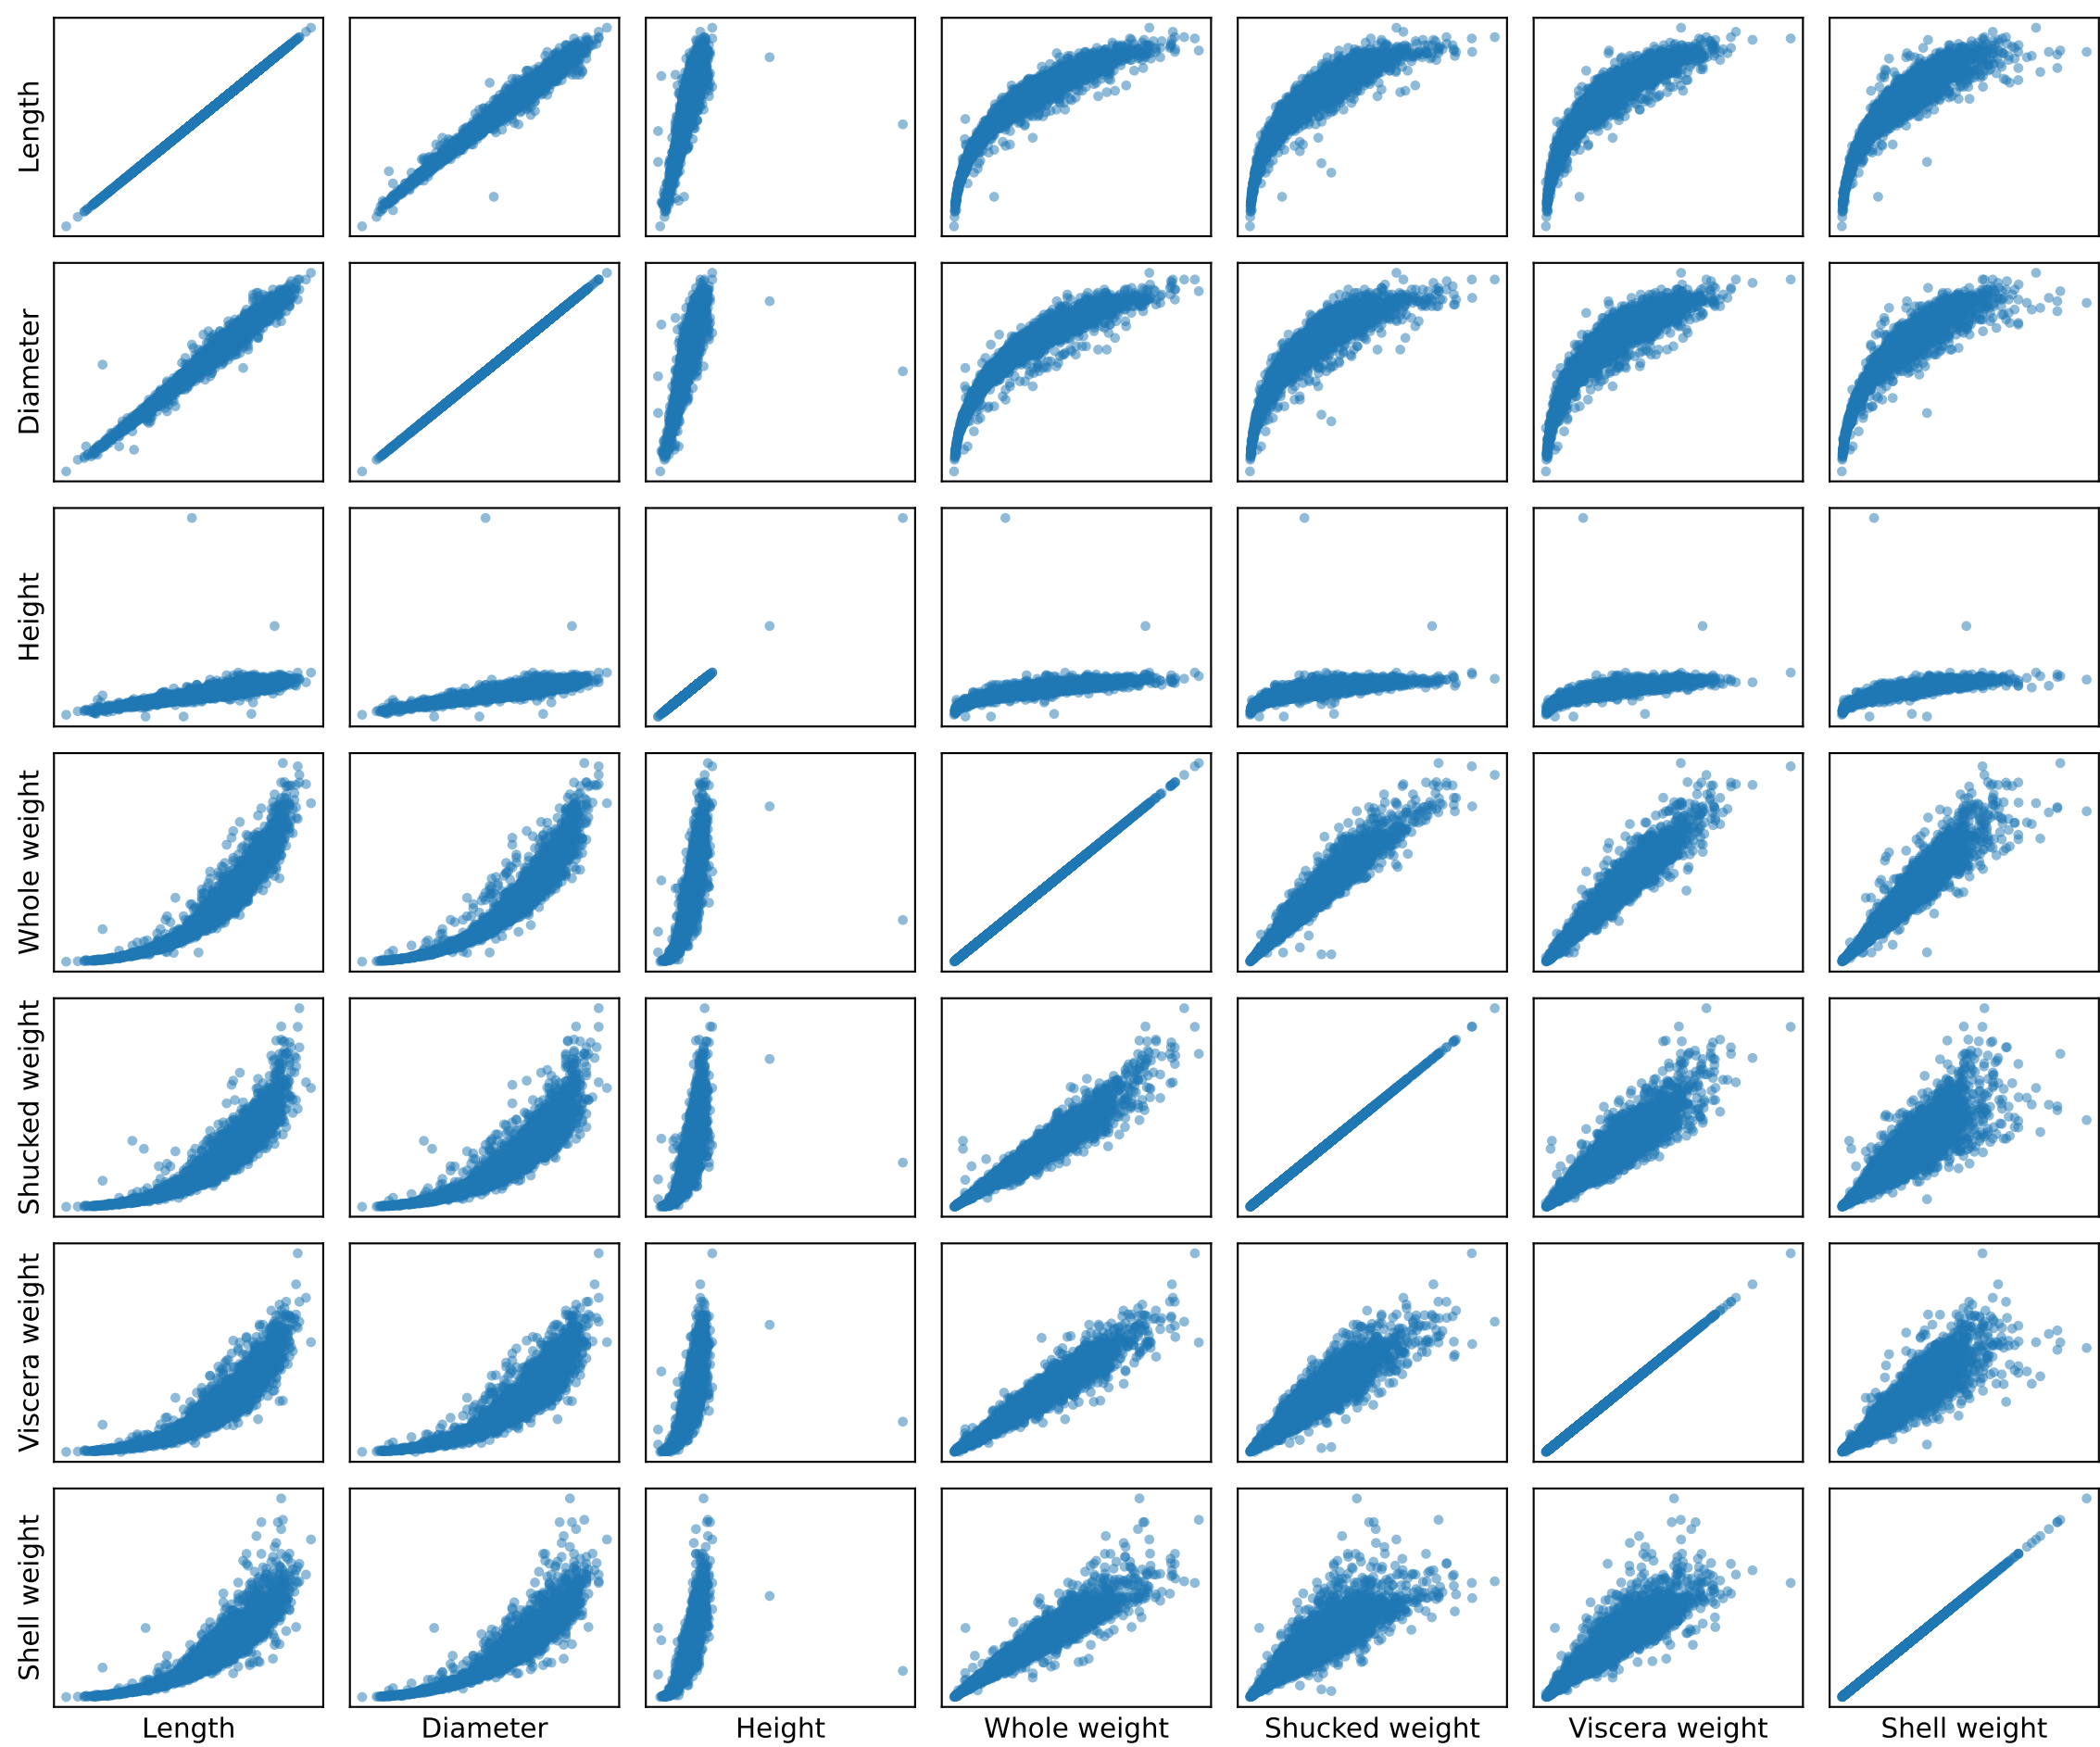 Length
Diameter
Height
Whole weight
Shucked weight
Viscera weight
Shell weight
Length Diameter Height Whole weight Shucked weight Viscera weight Shell weight